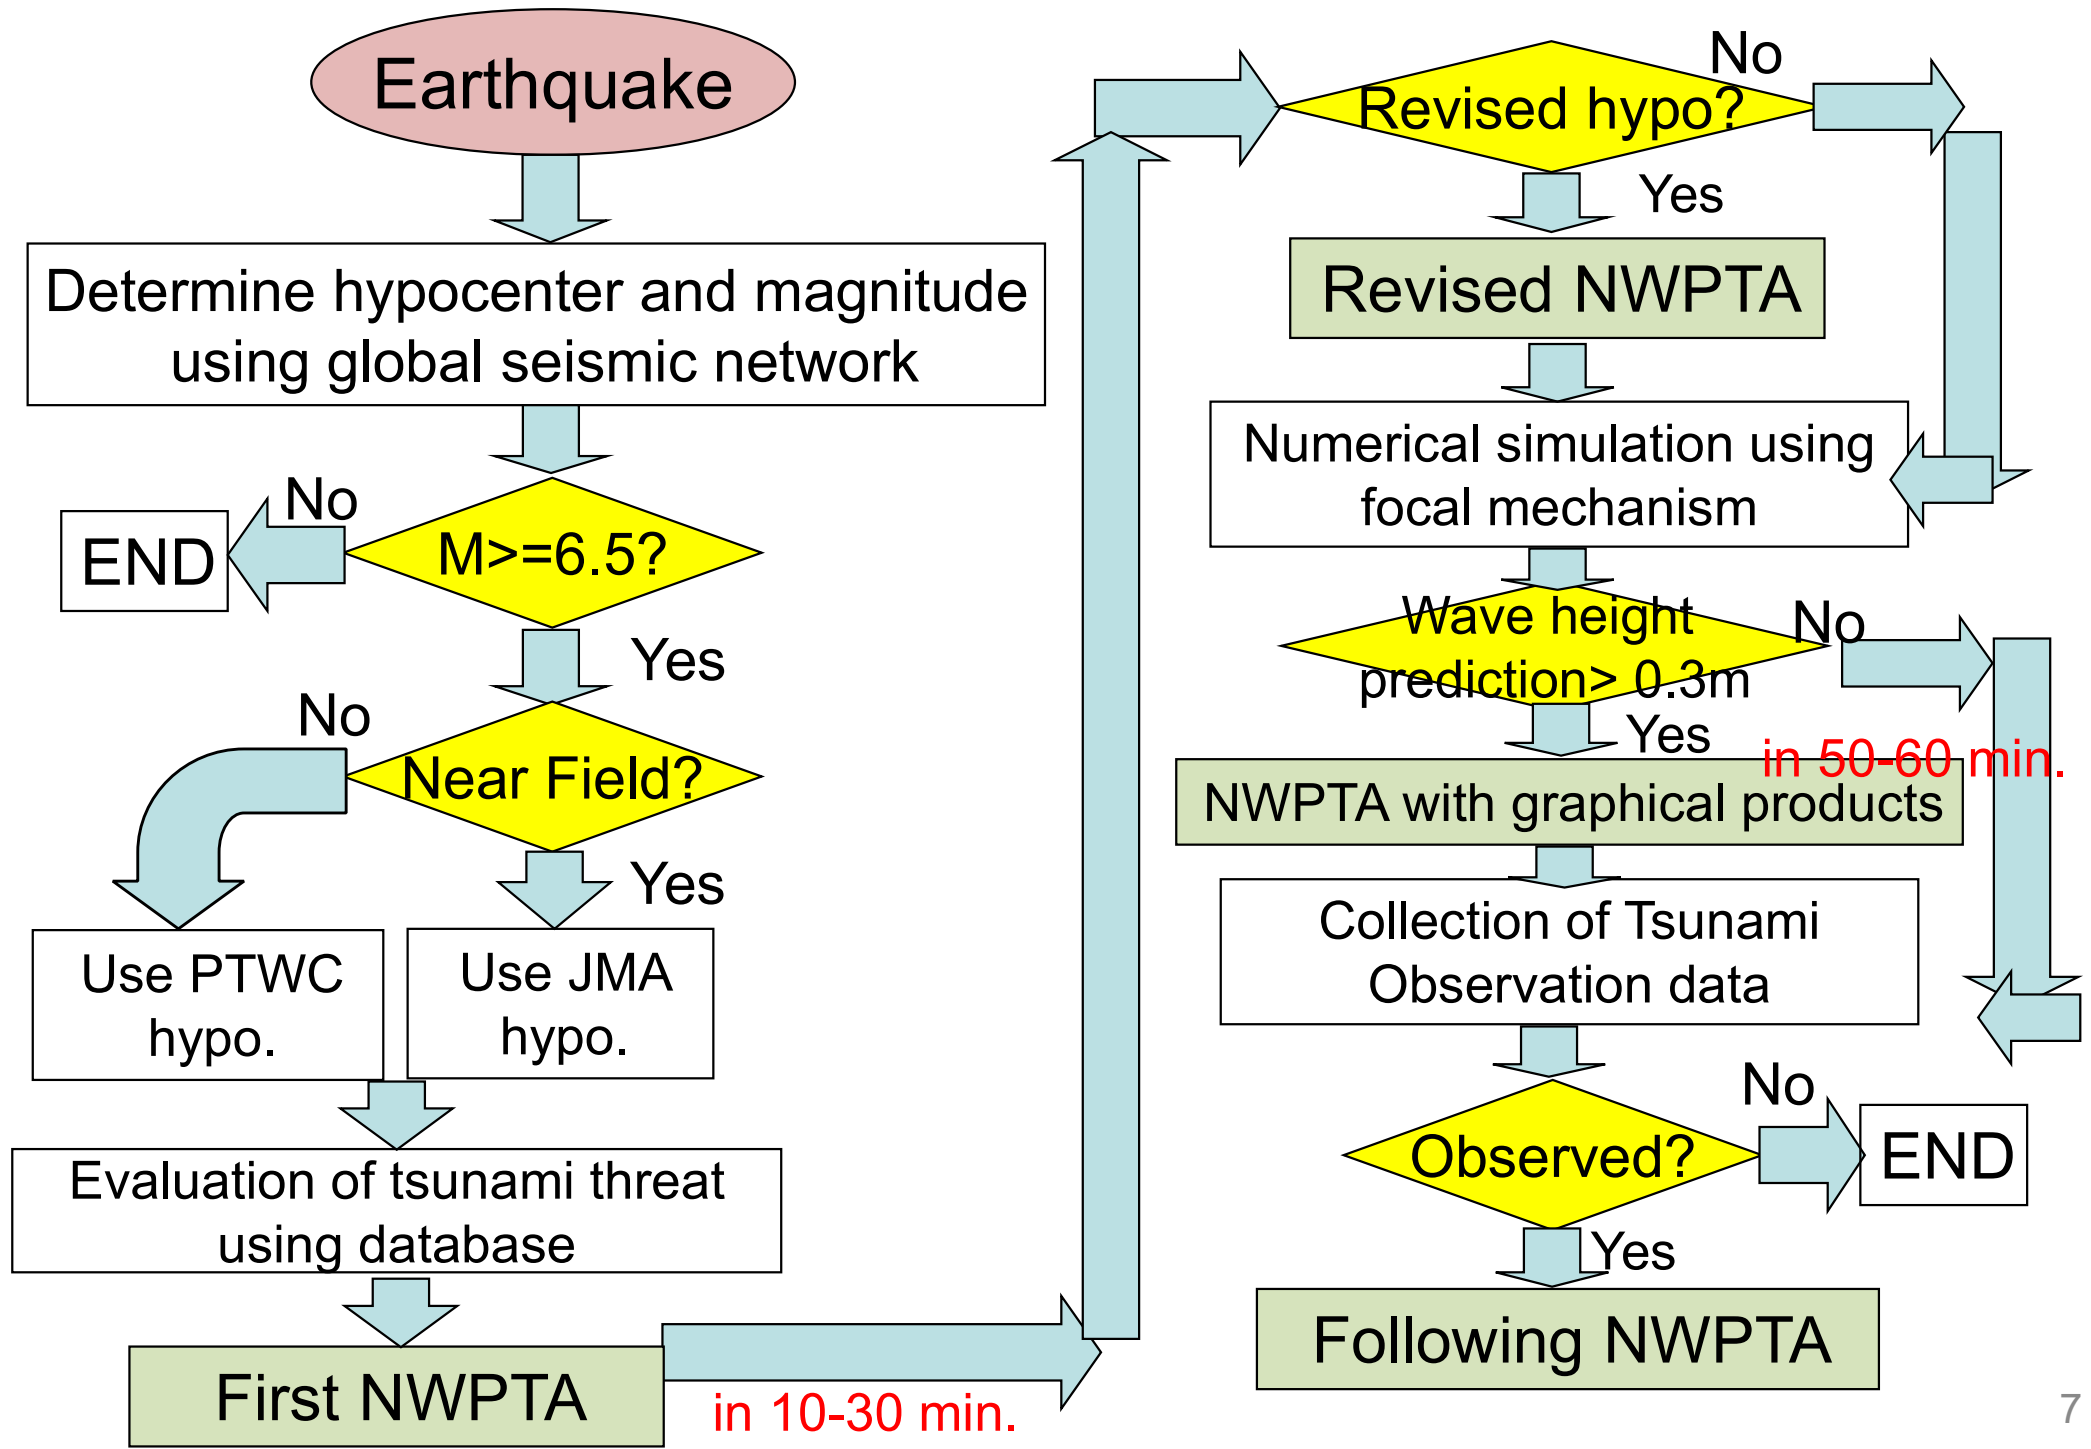 Earthquake
Determine hypocenter and magnitude
using global seismic network
No
END
M>=6.5?
Yes
No
Near Field?
Yes
Use PTWC
hypo.
Use JMA
hypo.
Evaluation of tsunami threat
using database
First NWPTA
in 10-30 min.
No
Revised hypo?
Yes
Revised NWPTA
Numerical simulation using
focal mechanism
Wave height
prediction> 0.3m
No
Yes
in 50-60 min.
NWPTA with graphical products
Collection of Tsunami
Observation data
No
Observed?
END
Yes
Following NWPTA
7